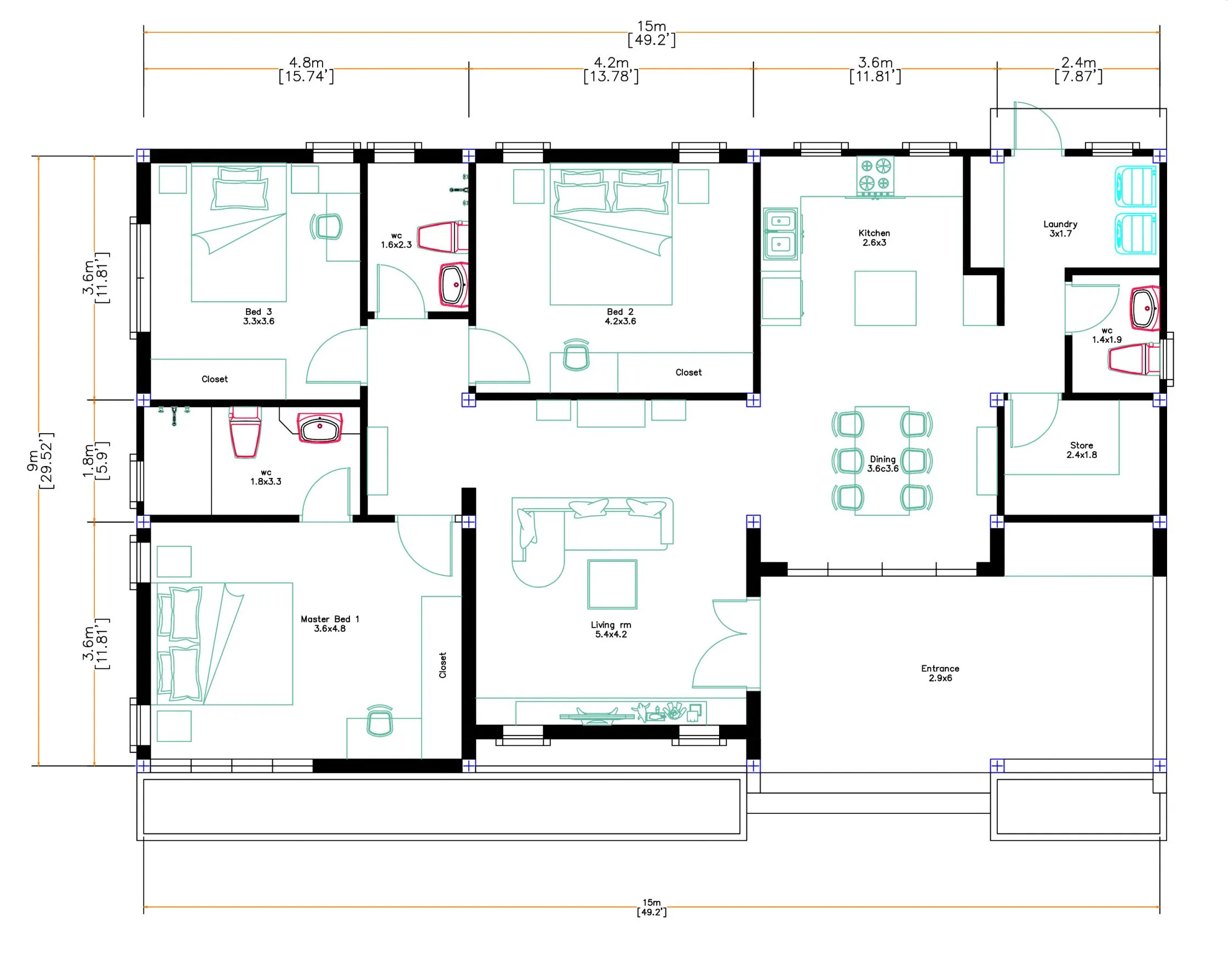 15m
[49.2']
4.8m
[15.74']
4.2m
[13.78']
3.6m
[11.81']
2.4m
[7.87']
9m
[29.52']
3.6m
[11.81']
1.8m
[5.9']
3.6m
[11.81']
Bed 3
3.3x3.6
Closet
wc
1.6x2.3
Bed 2
4.2x3.6
Closet
Kitchen
2.6x3
Laundry
3x1.7
wc
1.4x1.9
wc
1.8x3.3
Dining
3.6c3.6
Store
2.4x1.8
Master Bed 1
3.6x4.8
Closet
Living rm
5.4x4.2
Entrance
2.9x6
15m
[49.2']